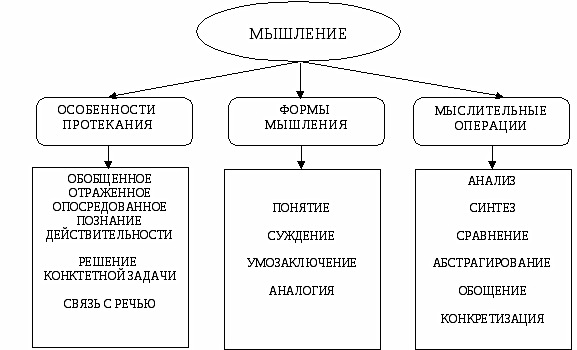 МЫШЛЕНИЕ
ОСОБЕННОСТИ
ПРОТЕКАНИЯ
ФОРМЫ
МЫШЛЕНИЯ
МЫСЛИТЕЛЬНЫЕ
ОПЕРАЦИИ
ОБОБЩЕННОЕ
ОТРАЖЕННОЕ
ОПОСРЕДОВАННОЕ
ПОЗНАНИЕ
ДЕЙСТВИТЕЛЬНОСТИ
РЕШЕНИЕ
КОНКТЕТНОЙ ЗАДАЧИ
СВЯЗЬ С РЕЧЬЮ
ПОНЯТИЕ
СУЖДЕНИЕ
УМОЗАКЛЮЧЕНИЕ
АНАЛОГИЯ
АНАЛИЗ
СИНТЕЗ
СРАВНЕНИЕ
АБСТРАГИРОВАНИЕ
ОБОЩЕНИЕ
КОНКРЕТИЗАЦИЯ